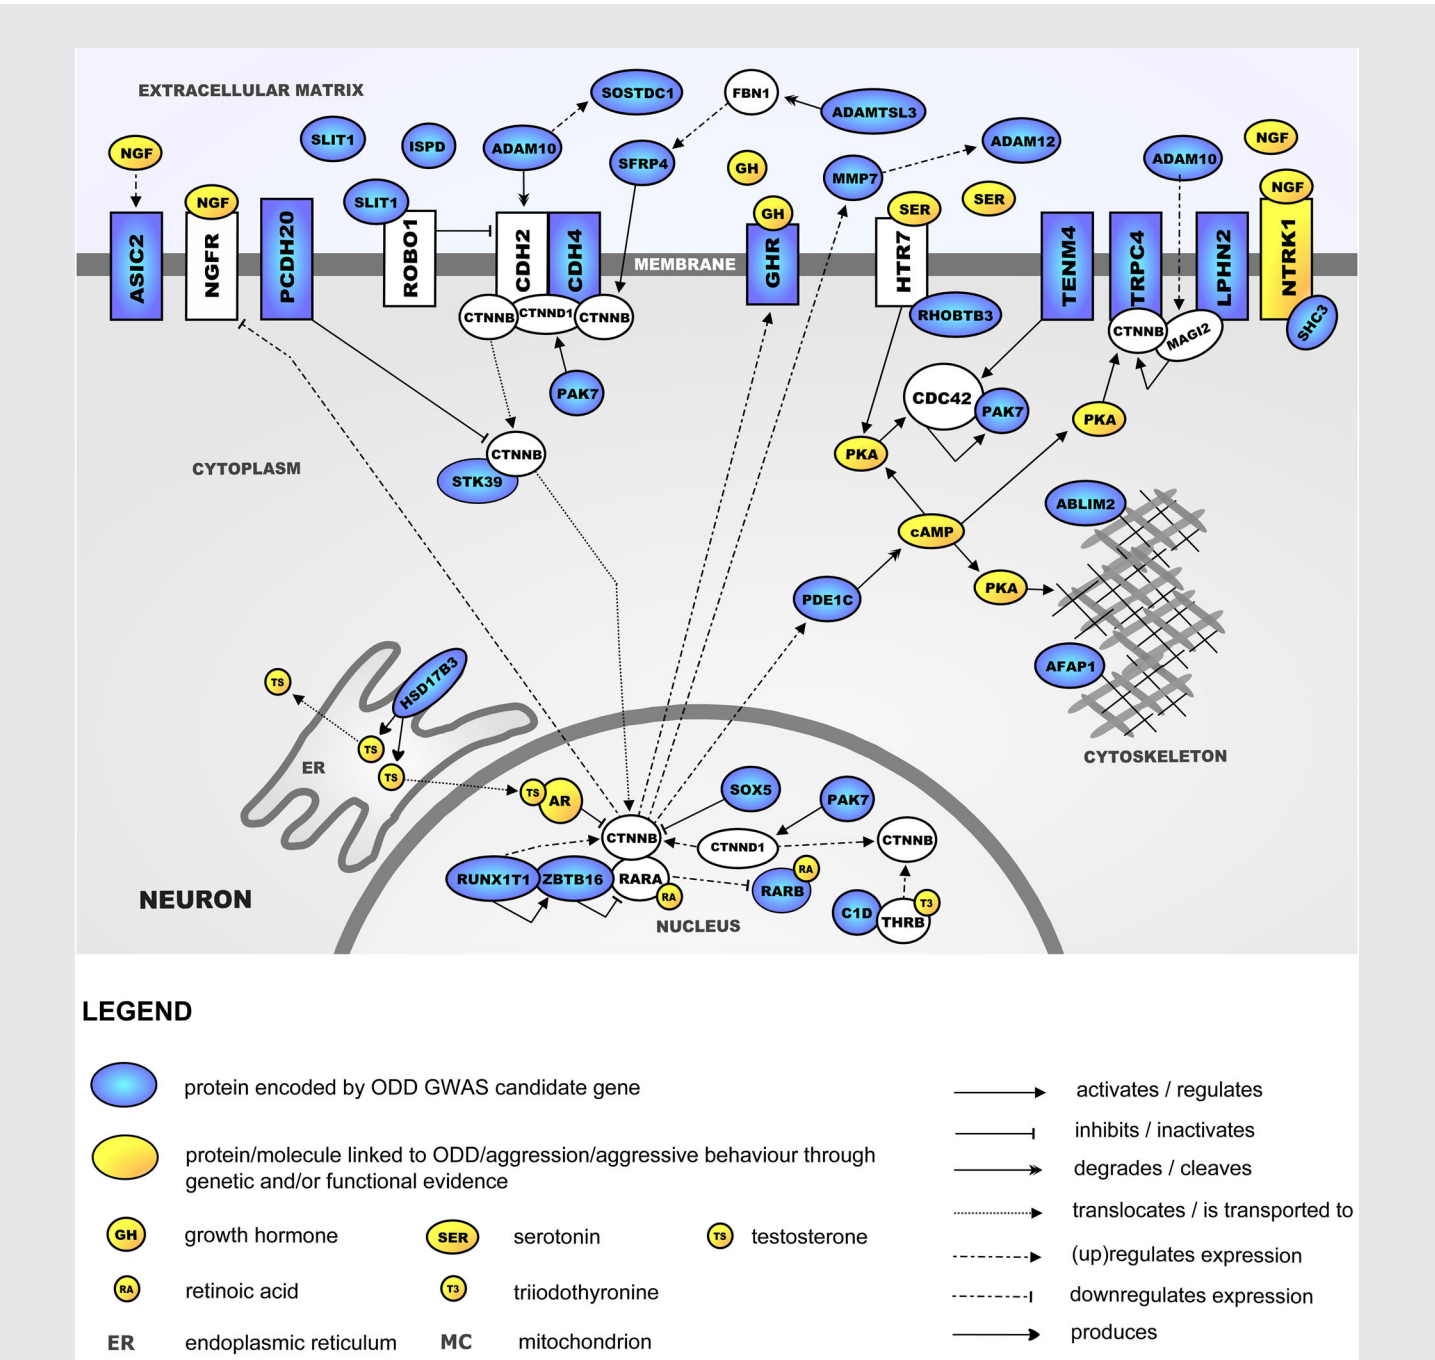 EXTRACELLULAR MATRIX
SOSTDC1
FBN1
ADAMTSL3
SLIT1
ISPD
ADAM10
SFRP4
GH
MMP7
ADAM12
ADAM10
NGF
NGF
NGF
SLIT1
GH
SER
SER
NGF
ASIC2
NGFR
PCDH20
ROBO1
CDH2
CDH4
MEMBRANE
GHR
HTR7
TENM4
TRPC4
LPHN2
NTRK1
CTNNB
CTNND1
CTNNB
RHOBTB3
CTNNB
MAGI2
SHC3
PAK7
CDC42
PAK7
PKA
CTNNB
STK39
PKA
CYTOPLASM
ABLIM2
cAMP
PKA
PDE1C
AFAP1
HSD17B3
TS
TS
TS
ER
CYTOSKELETON
TS
AR
SOX5
PAK7
CTNNB
CTNND1
CTNNB
RUNX1T1
ZBTB16
RARA
RA
RARB
RA
C1D
THRB
T3
NEURON
NUCLEUS
LEGEND
protein encoded by ODD GWAS candidate gene
protein/molecule linked to ODD/aggression/aggressive behaviour through
genetic and/or functional evidence
GH growth hormone
SER serotonin
TS testosterone
RA retinoic acid
T3 triiodothyronine
ER endoplasmic reticulum
MC mitochondrion
activates / regulates
inhibits / inactivates
degrades / cleaves
translocates / is transported to
(up)regulates expression
downregulates expression
produces